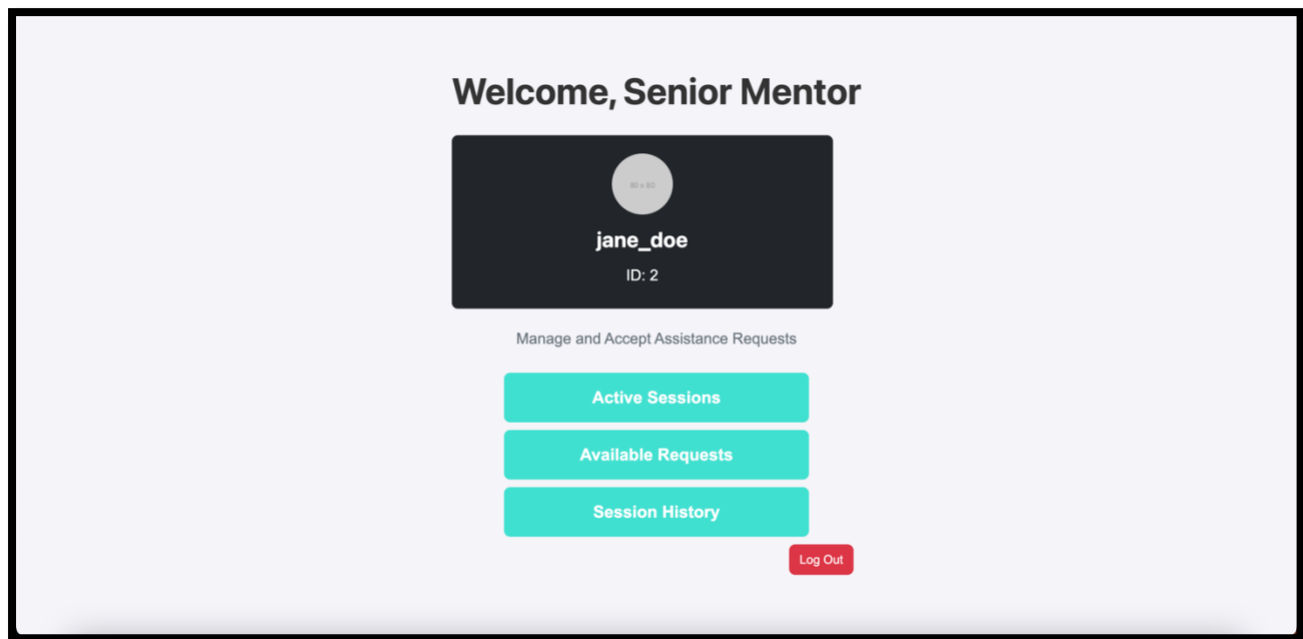 Welcome, Senior Mentor
80 x 80
jane_doe
ID: 2
Manage and Accept Assistance Requests
Active Sessions
Available Requests
Session History
Log Out